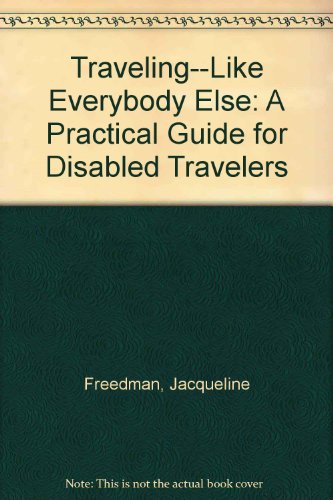 Traveling--Like
Everybody Else: A
Practical Guide for
Disabled Travelers
Freedman, Jacqueline
Note: This is not the actual book cover